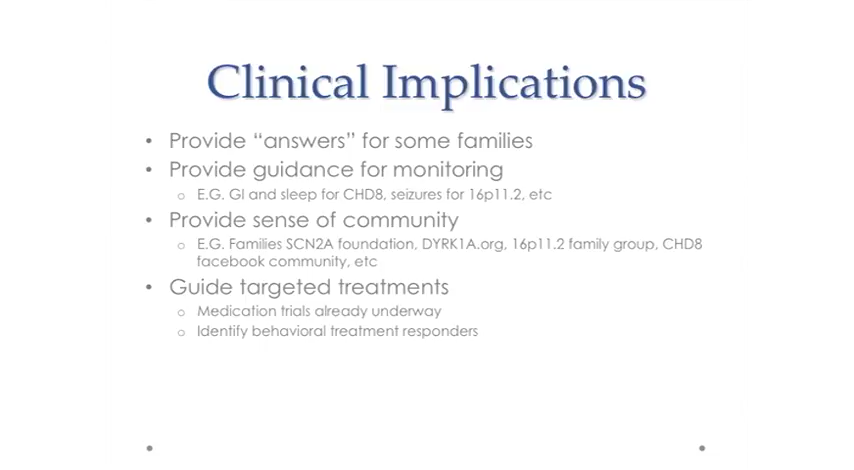 Clinical Implications
• Provide “answers” for some families
• Provide guidance for monitoring
o E.G. GI and sleep for CHD8, seizures for 16p11.2, etc
• Provide sense of community
o E.G. Families SCN2A foundation, DYRK1A.org, 16p11.2 family group, CHD8
facebook community, etc
• Guide targeted treatments
o Medication trials already underway
o Identify behavioral treatment responders